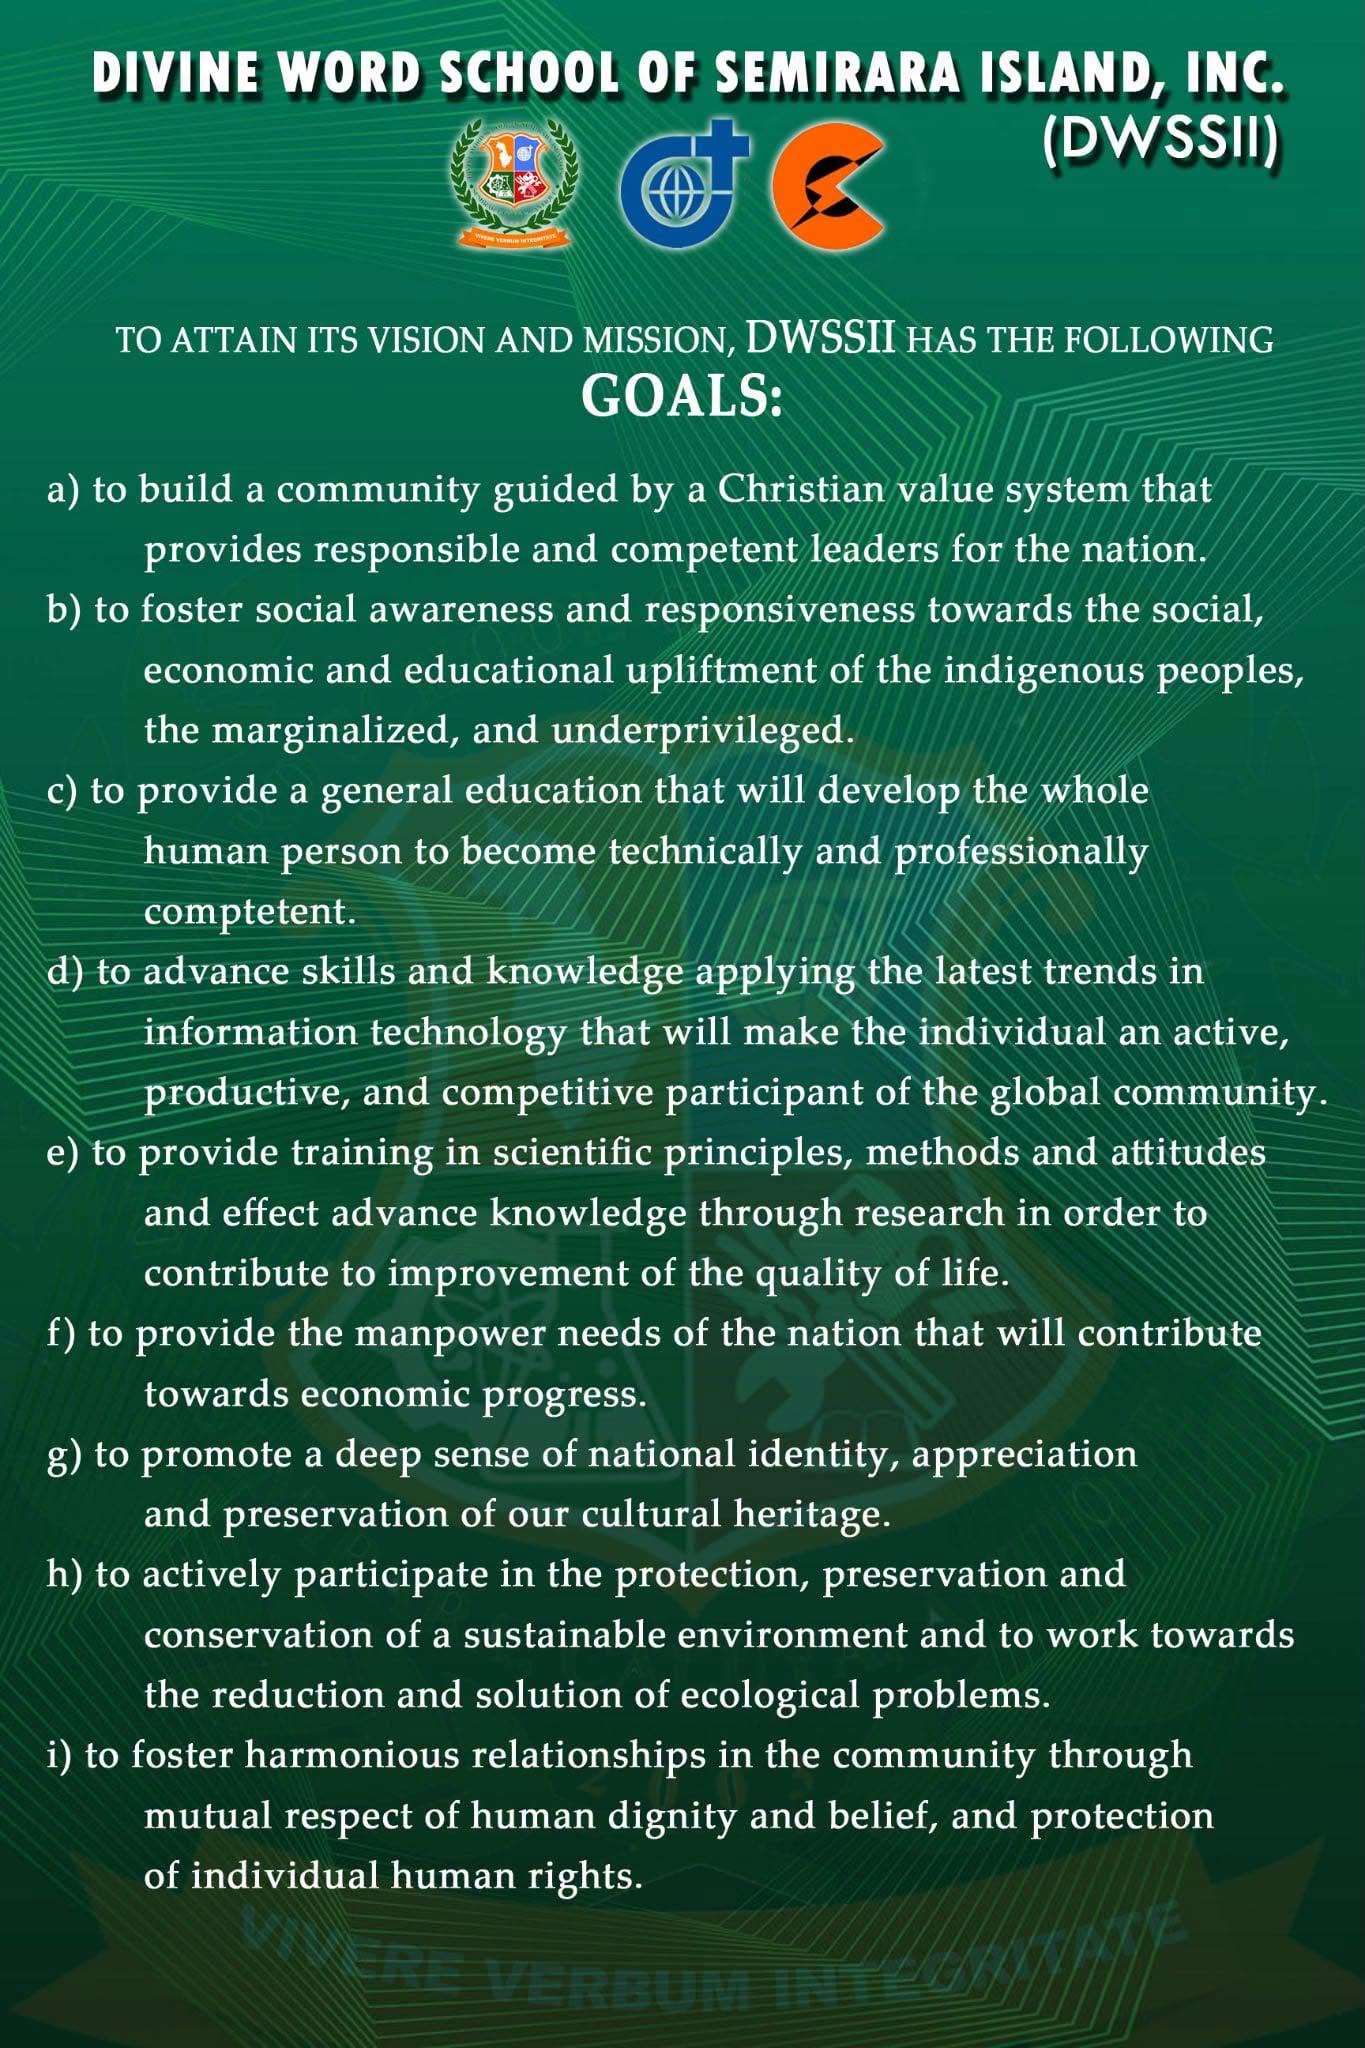 DIVINE WORD SCHOOL OF SEMIRARA ISLAND, INC.
(DWSSII)
VIVERE VERBUM INTEGRITATE
TO ATTAIN ITS VISION AND MISSION, DWSSII HAS THE FOLLOWING
GOALS:
a) to build a community guided by a Christian value system that
provides responsible and competent leaders for the nation.
b) to foster social awareness and responsiveness towards the social,
economic and educational upliftment of the indigenous peoples,
the marginalized, and underprivileged.
c) to provide a general education that will develop the whole
human person to become technically and professionally
comptetent.
d) to advance skills and knowledge applying the latest trends in
information technology that will make the individual an active,
productive, and competitive participant of the global community.
e) to provide training in scientific principles, methods and attitudes
and effect advance knowledge through research in order to
contribute to improvement of the quality of life.
f) to provide the manpower needs of the nation that will contribute
towards economic progress.
g) to promote a deep sense of national identity, appreciation
and preservation of our cultural heritage.
h) to actively participate in the protection, preservation and
conservation of a sustainable environment and to work towards
the reduction and solution of ecological problems.
i) to foster harmonious relationships in the community through
mutual respect of human dignity and belief, and protection
of individual human rights.
VIVERE VERBUM INTEGRITATE